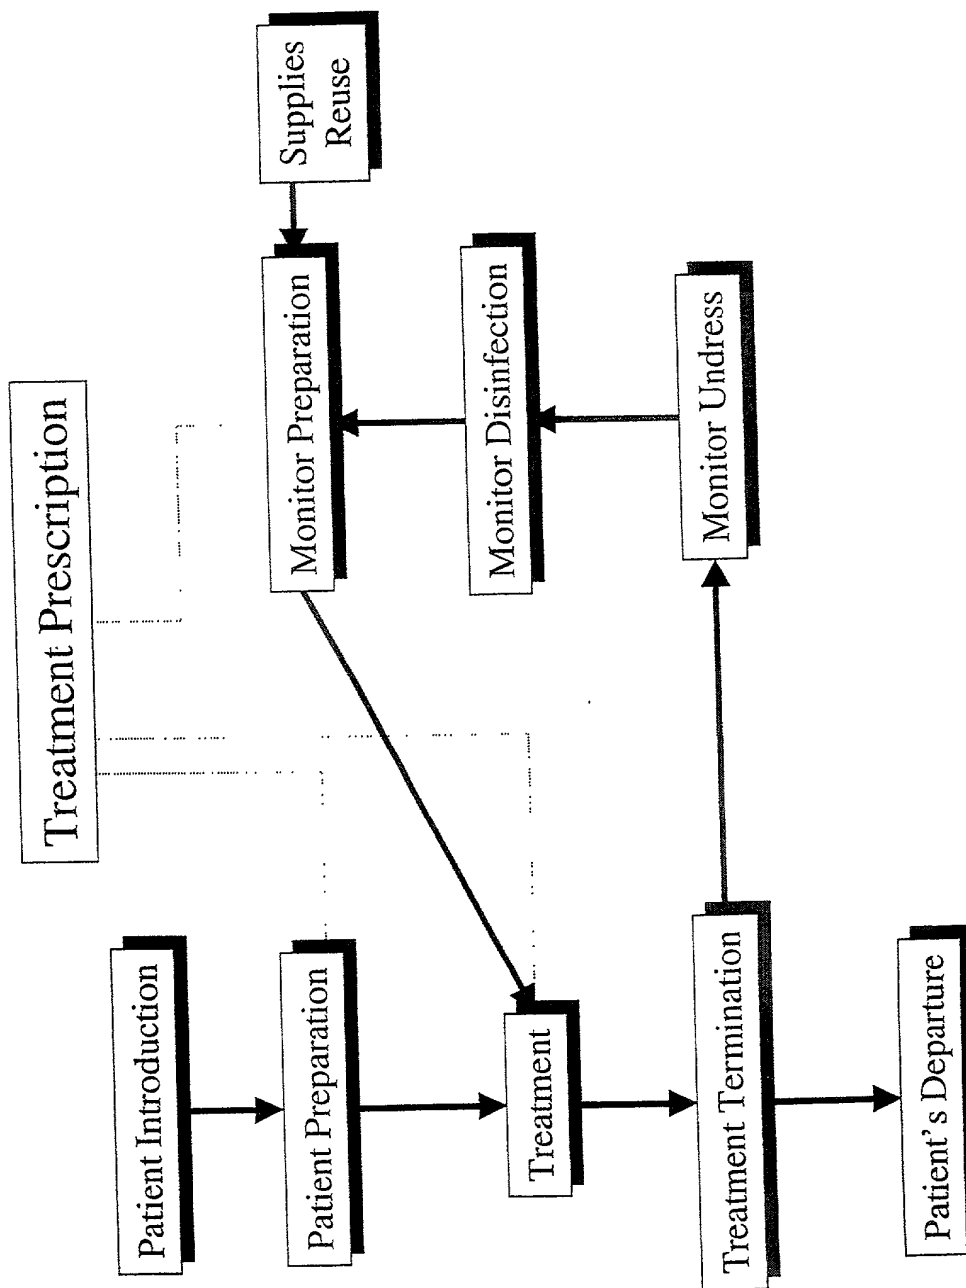 Treatment Prescription
Patient Introduction
Patient Preparation
Treatment
Treatment Termination
Patient's Departure
Monitor Preparation
Monitor Disinfection
Monitor Undress
Supplies
Reuse